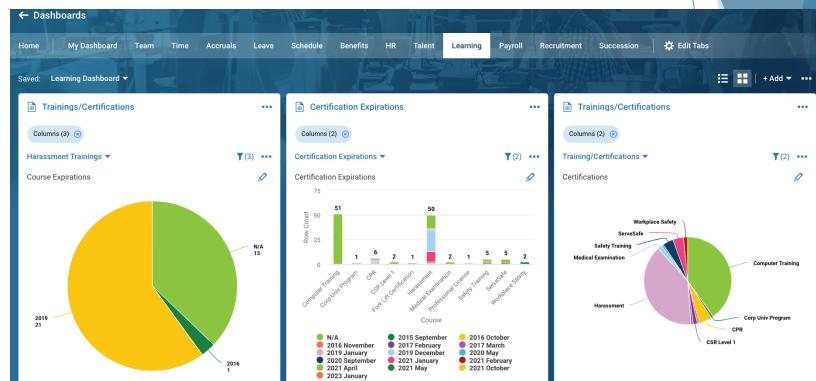 ← Dashboards
Home My Dashboard Team Time Accruals Leave Schedule Benefits HR Talent Learning Payroll Recruitment Succession Edit Tabs
Saved: Learning Dashboard
+ Add
Trainings/Certifications
Columns (3)
Harassment Trainings (3)
Course Expirations
N/A
13
2019
21
2016
1
Certification Expirations
Columns (2)
Certification Expirations (2)
Certification Expirations
75
50
25
0
Row Count
51
1
6
2
1
50
2
1
5
5
2
Computer Training
Corp Univ Program
CPR
CSR Level 1
Fork Lift Certification
Harassment
Medical Examination
Professional License
Safety Training
ServeSafe
Workplace Safety
Course
N/A 2015 September 2016 October
2016 November 2017 February 2017 March
2019 January 2019 December 2020 May
2020 September 2021 January 2021 February
2021 April 2021 May 2021 October
2023 January
Trainings/Certifications
Columns (2)
Training/Certifications (2)
Certifications
Workplace Safety
ServeSafe
Safety Training
Medical Examination
Computer Training
Harassment
Corp Univ Program
CPR
CSR Level 1